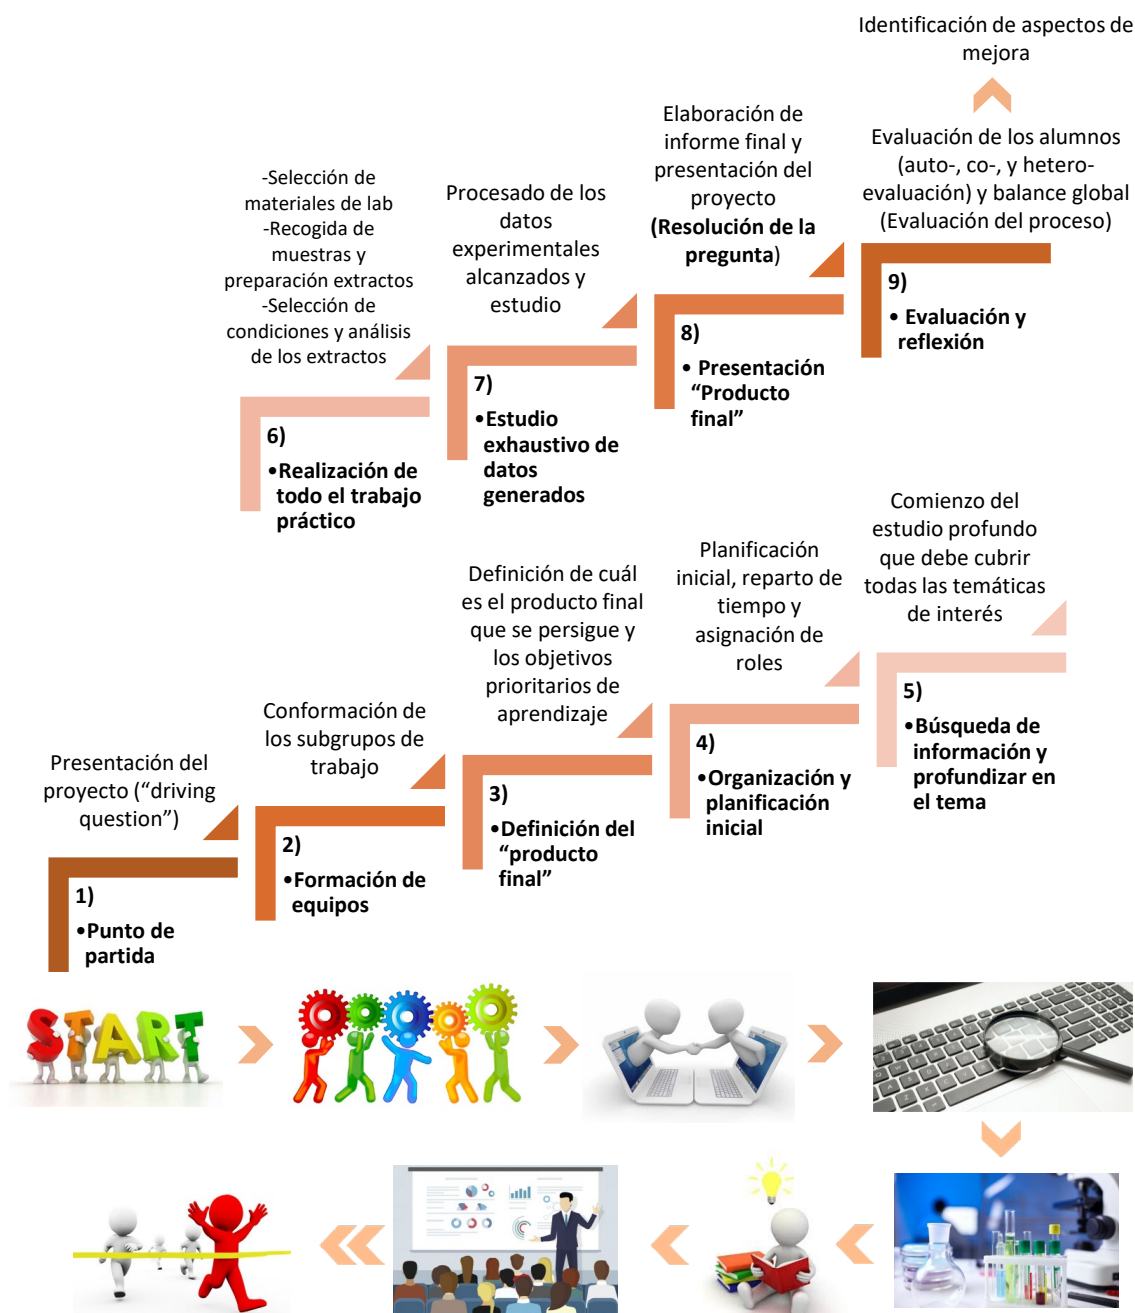 Identificación de aspectos de
mejora
Evaluación de los alumnos
(auto-, co-, y hetero-
evaluación) y balance global
(Evaluación del proceso)
9)
• Evaluación y
reflexión
Elaboración de
informe final y
presentación del
proyecto
(Resolución de la
pregunta)
8)
• Presentación
“Producto
final”
Procesado de los
datos
experimentales
alcanzados y
estudio
7)
•Estudio
exhaustivo de
datos
generados
-Selección de
materiales de lab
-Recogida de
muestras y
preparación extractos
-Selección de
condiciones y análisis
de los extractos
6)
•Realización de
todo el trabajo
práctico
Comienzo del
estudio profundo
que debe cubrir
todas las temáticas
de interés
5)
•Búsqueda de
información y
profundizar en
el tema
Planificación
inicial, reparto de
tiempo y
asignación de
roles
4)
•Organización y
planificación
inicial
Definición de cuál
es el producto final
que se persigue y
los objetivos
prioritarios de
aprendizaje
3)
•Definición del
“producto
final”
Conformación de
los subgrupos de
trabajo
2)
•Formación de
equipos
Presentación del
proyecto (“driving
question”)
1)
•Punto de
partida
START